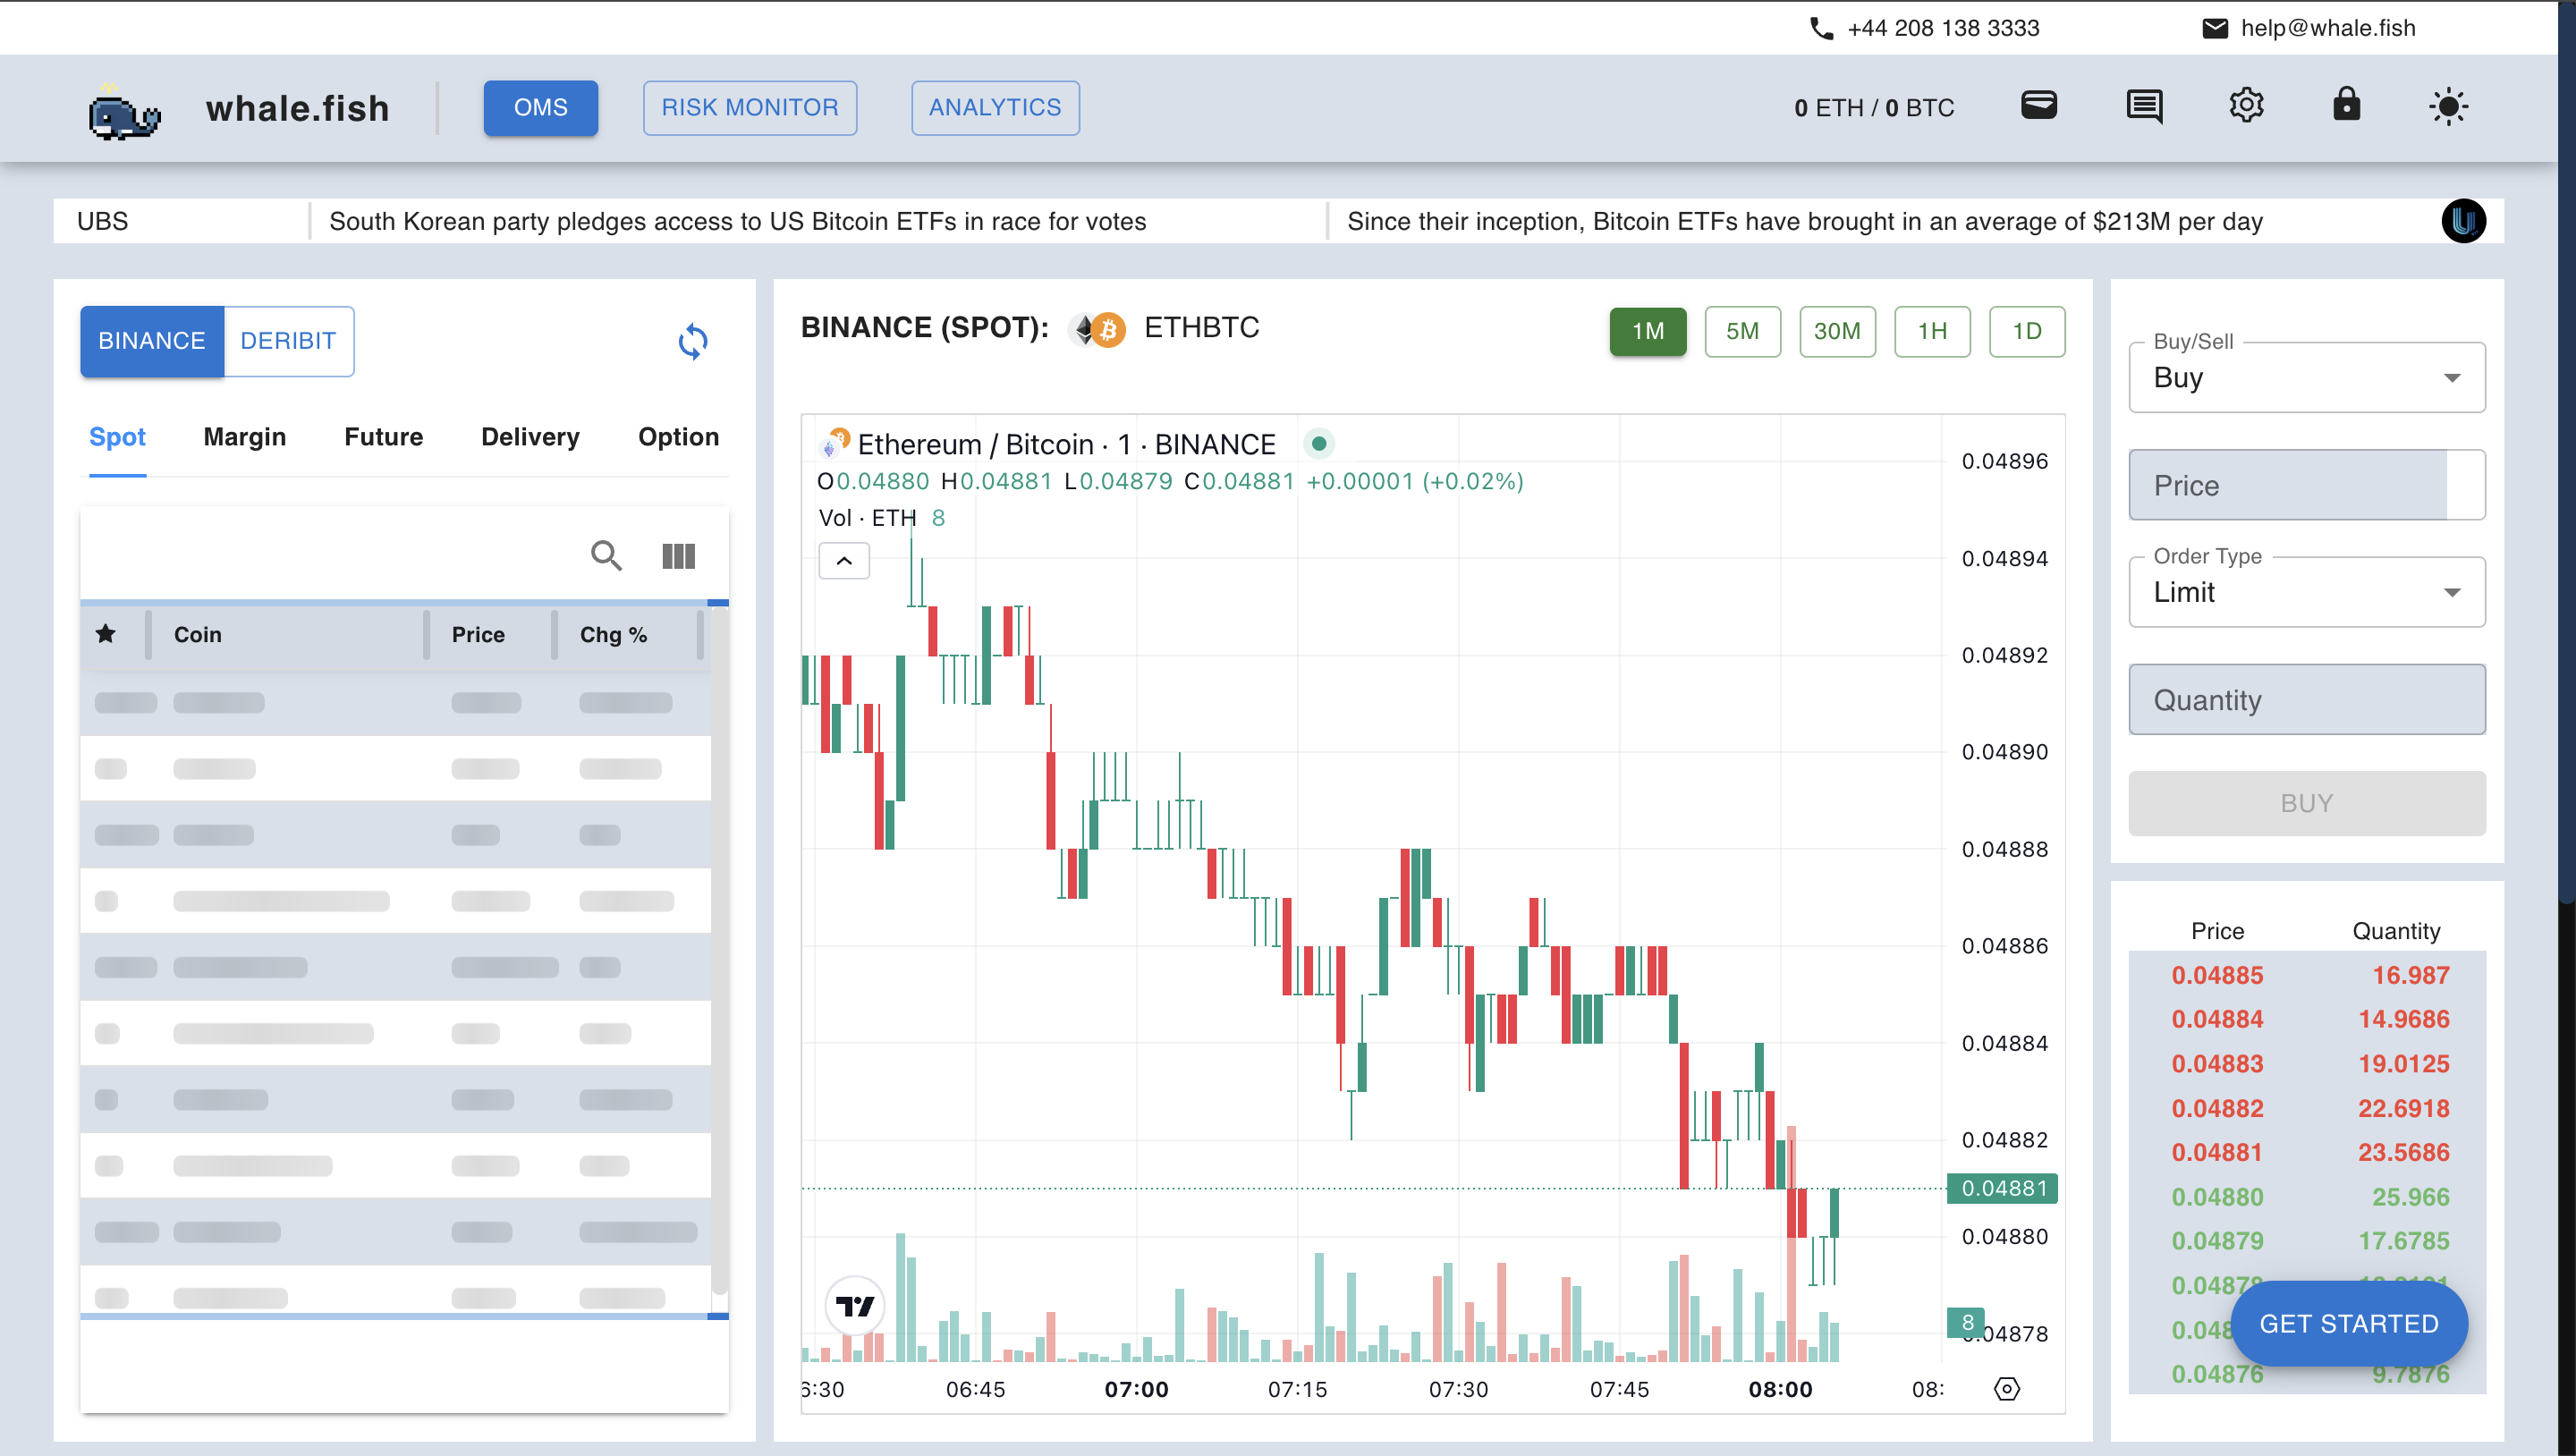 +44 208 138 3333
help@whale.fish
whale.fish
OMS
RISK MONITOR
ANALYTICS
0 ETH / 0 BTC
UBS
South Korean party pledges access to US Bitcoin ETFs in race for votes
Since their inception, Bitcoin ETFs have brought in an average of $213M per day
BINANCE
DERIBIT
Spot
Margin
Future
Delivery
Option
Coin
Price
Chg %
BINANCE (SPOT):
ETHBTC
1M
5M
30M
1H
1D
Ethereum / Bitcoin · 1 · BINANCE
O0.04880 H0.04881 L0.04879 C0.04881 +0.00001 (+0.02%)
Vol · ETH 8
0.04896
0.04894
0.04892
0.04890
0.04888
0.04886
0.04884
0.04882
0.04881
0.04880
8
0.04878
6:30
06:45
07:00
07:15
07:30
07:45
08:00
08:
Buy/Sell
Buy
Price
Order Type
Limit
Quantity
BUY
Price Quantity
0.04885 16.987
0.04884 14.9686
0.04883 19.0125
0.04882 22.6918
0.04881 23.5686
0.04880 25.966
0.04879 17.6785
0.04878
0.048
GET STARTED
0.04876 9.7876